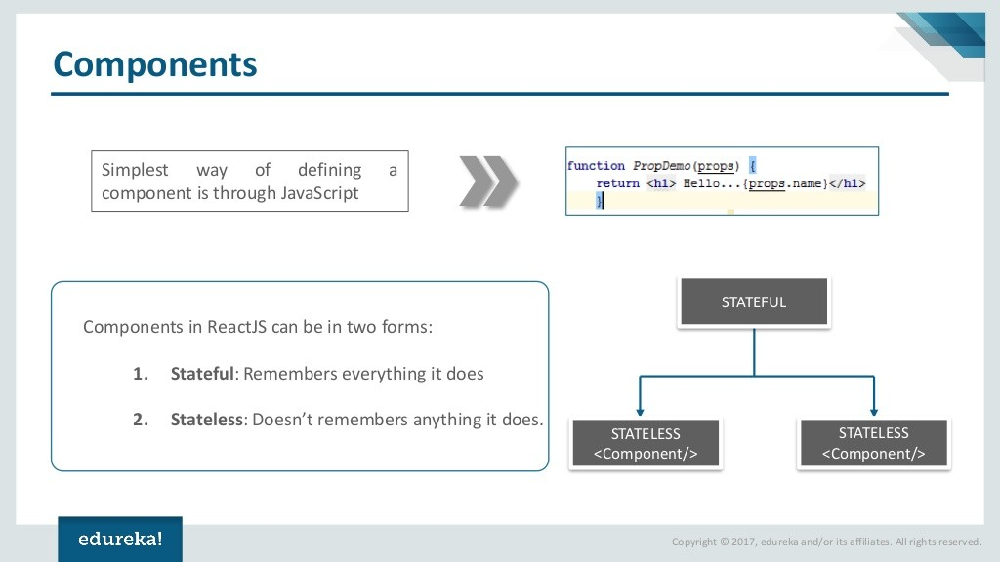 Components
Simplest way of defining a
component is through JavaScript
function PropDemo(props) {
return <h1> Hello...{props.name}</h1>
}
Components in ReactJS can be in two forms:
1. Stateful: Remembers everything it does
2. Stateless: Doesn’t remembers anything it does.
STATEFUL
STATELESS
<Component/>
STATELESS
<Component/>
edureka!
Copyright © 2017, edureka and/or its affiliates. All rights reserved.